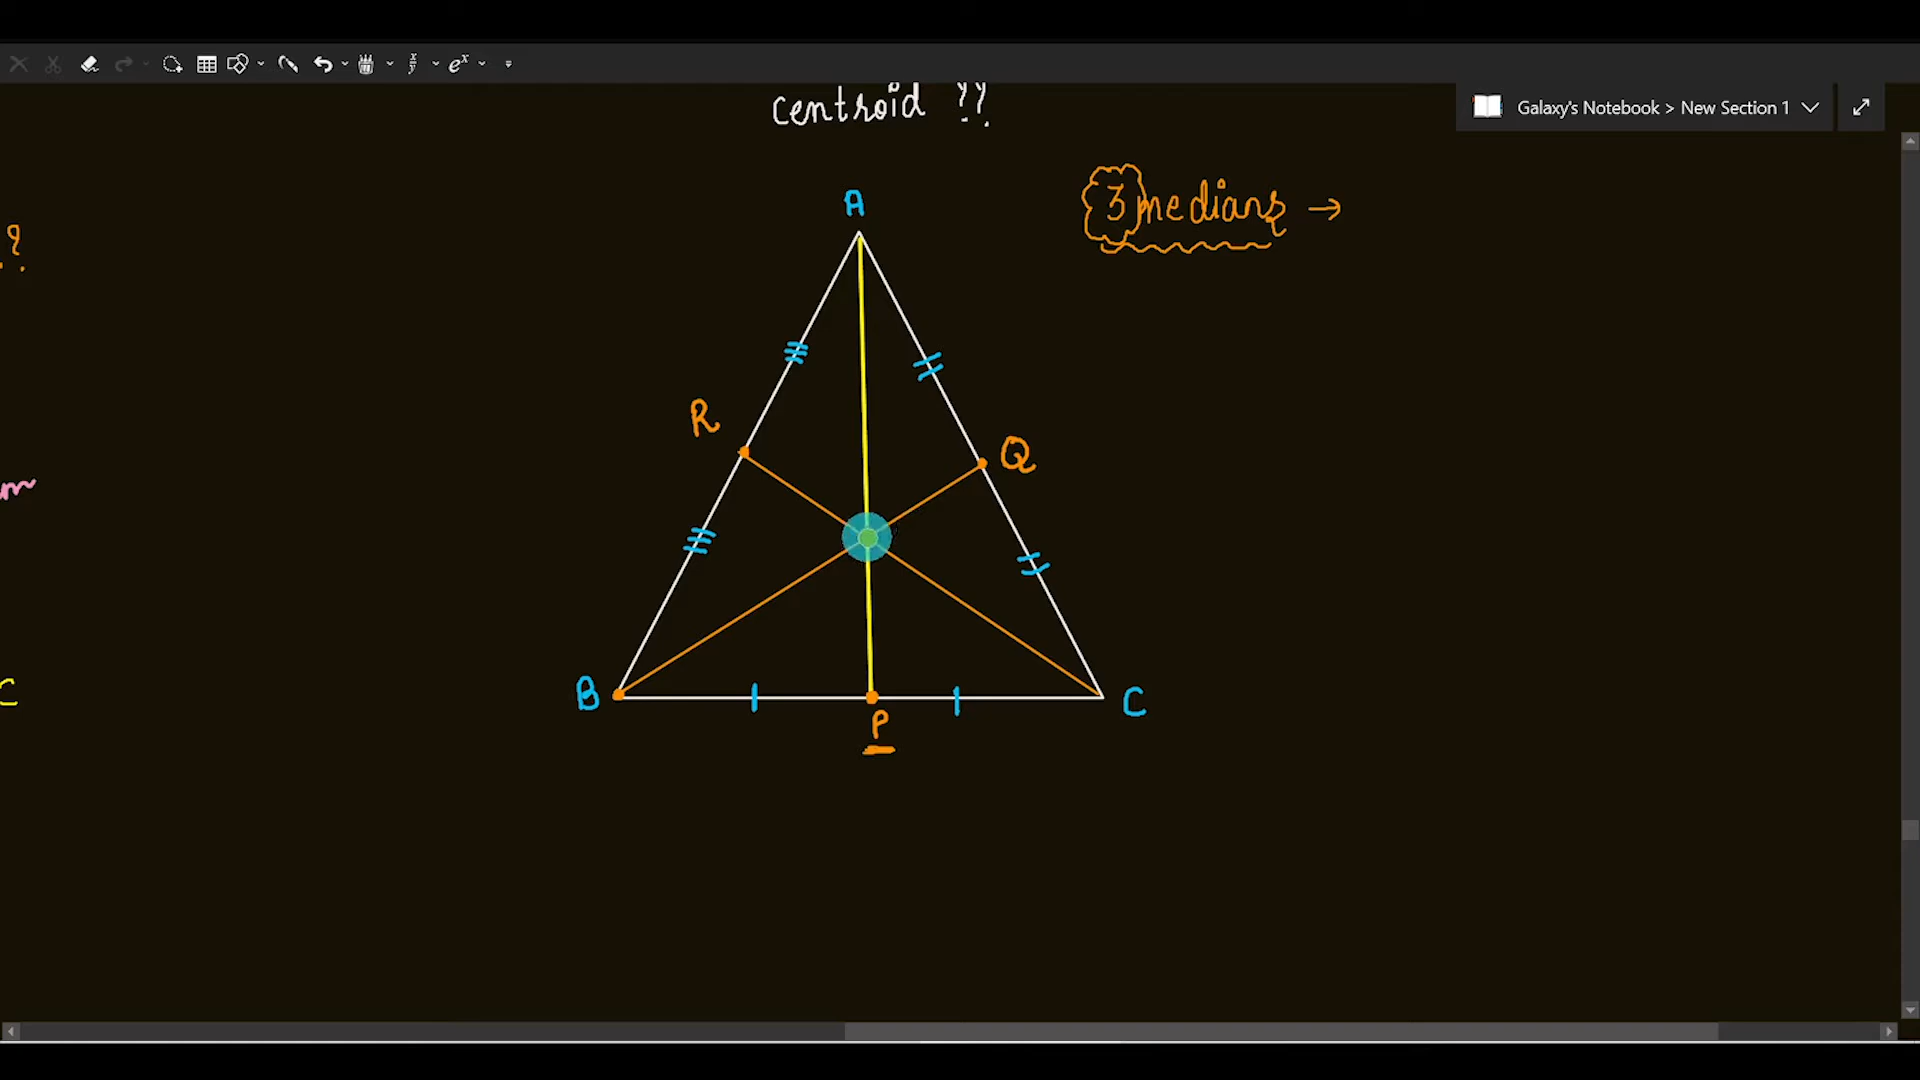 centroid ??
Galaxy's Notebook > New Section 1
3 medians →
A
??
R
Q
B
C
P
C